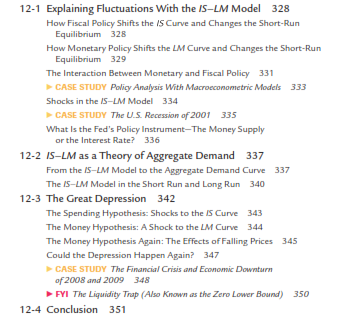 12-1 Explaining Fluctuations With the IS–LM Model 328
How Fiscal Policy Shifts the IS Curve and Changes the Short-Run
Equilibrium 328
How Monetary Policy Shifts the LM Curve and Changes the Short-Run
Equilibrium 329
The Interaction Between Monetary and Fiscal Policy 331
▶ CASE STUDY Policy Analysis With Macroeconometric Models 333
Shocks in the IS–LM Model 334
▶ CASE STUDY The U.S. Recession of 2001 335
What Is the Fed's Policy Instrument—The Money Supply
or the Interest Rate? 336
12-2 IS–LM as a Theory of Aggregate Demand 337
From the IS–LM Model to the Aggregate Demand Curve 337
The IS–LM Model in the Short Run and Long Run 340
12-3 The Great Depression 342
The Spending Hypothesis: Shocks to the IS Curve 343
The Money Hypothesis: A Shock to the LM Curve 344
The Money Hypothesis Again: The Effects of Falling Prices 345
Could the Depression Happen Again? 347
▶ CASE STUDY The Financial Crisis and Economic Downturn
of 2008 and 2009 348
▶ FYI The Liquidity Trap (Also Known as the Zero Lower Bound) 350
12-4 Conclusion 351